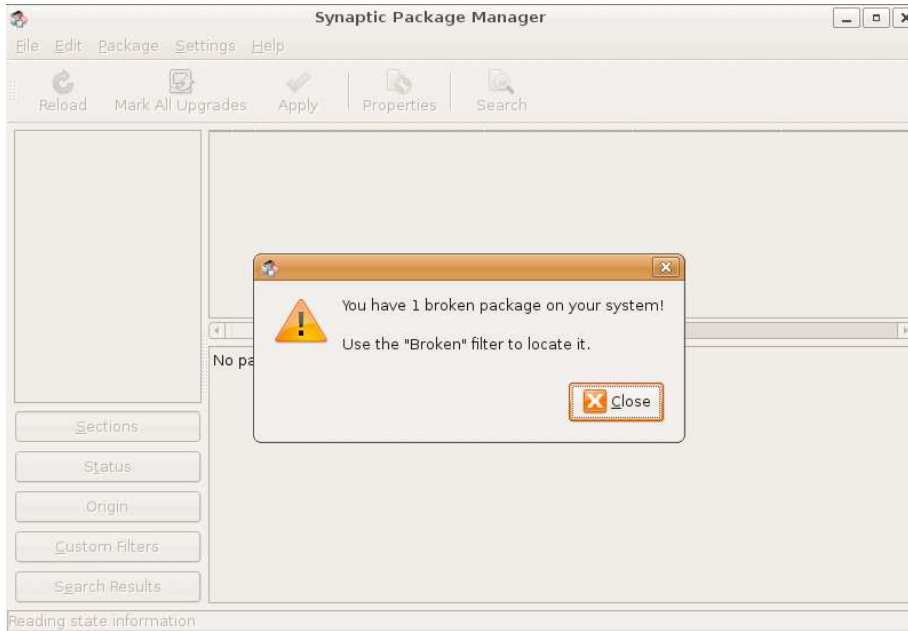 Synaptic Package Manager
File Edit Package Settings Help
Reload Mark All Upgrades Apply Properties Search
You have 1 broken package on your system!
Use the "Broken" filter to locate it.
No pa
Close
Sections
Status
Origin
Custom Filters
Search Results
Reading state information